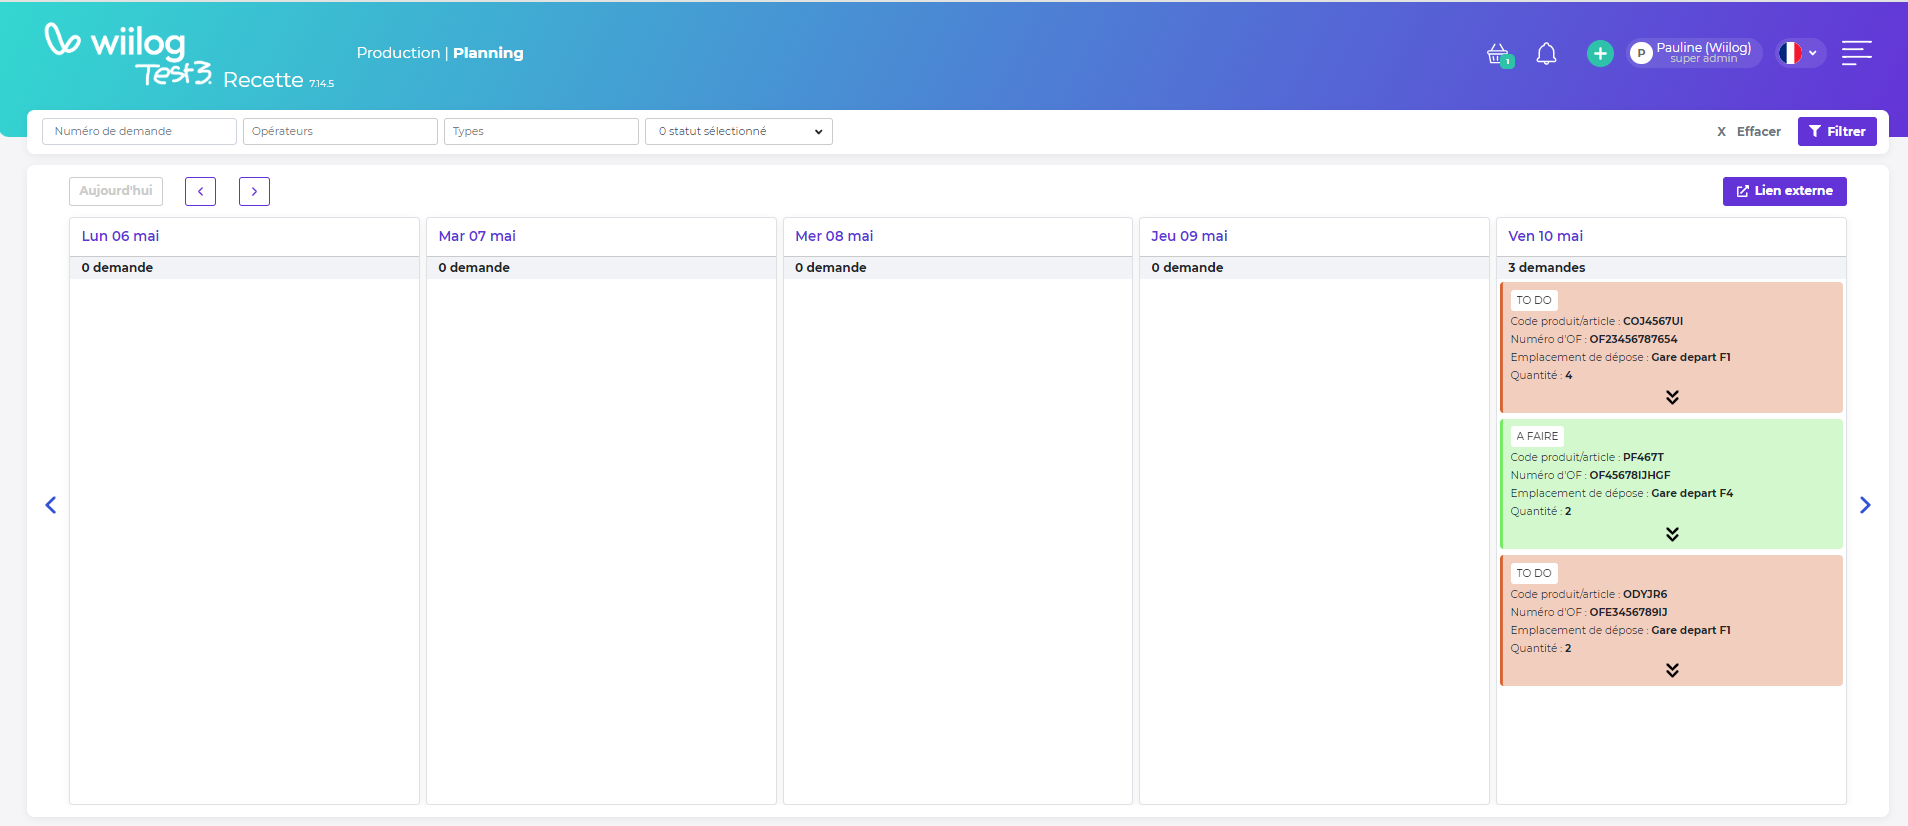 wiilog
Test3.
Recette 7.14.5
Production | Planning
1
P
Pauline (Wiilog)
super admin
Numéro de demande
Opérateurs
Types
0 statut sélectionné
X Effacer
Filtrer
Aujourd'hui
Lien externe
Lun 06 mai
0 demande
Mar 07 mai
0 demande
Mer 08 mai
0 demande
Jeu 09 mai
0 demande
Ven 10 mai
3 demandes
TO DO
Code produit/article : COJ4567UI
Numéro d'OF : OF23456787654
Emplacement de dépose : Gare depart F1
Quantité : 4
A FAIRE
Code produit/article : PF467T
Numéro d'OF : OF45678IJHGF
Emplacement de dépose : Gare depart F4
Quantité : 2
TO DO
Code produit/article : ODYJR6
Numéro d'OF : OFE3456789IJ
Emplacement de dépose : Gare depart F1
Quantité : 2